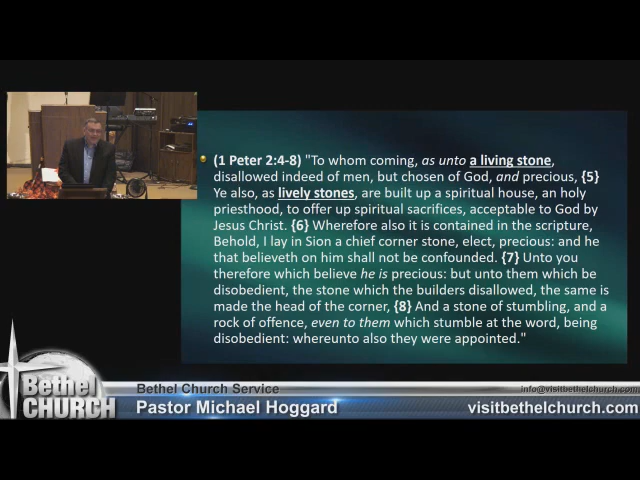 (1 Peter 2:4-8) "To whom coming, as unto a living stone,
disallowed indeed of men, but chosen of God, and precious, {5}
Ye also, as lively stones, are built up a spiritual house, an holy
priesthood, to offer up spiritual sacrifices, acceptable to God by
Jesus Christ. {6} Wherefore also it is contained in the scripture,
Behold, I lay in Sion a chief corner stone, elect, precious: and he
that believeth on him shall not be confounded. {7} Unto you
therefore which believe he is precious: but unto them which be
disobedient, the stone which the builders disallowed, the same is
made the head of the corner, {8} And a stone of stumbling, and a
rock of offence, even to them which stumble at the word, being
disobedient: whereunto also they were appointed."
Bethel
CHURCH
Bethel Church Service
info@visitbethelchurch.com
Pastor Michael Hoggard
visitbethelchurch.com